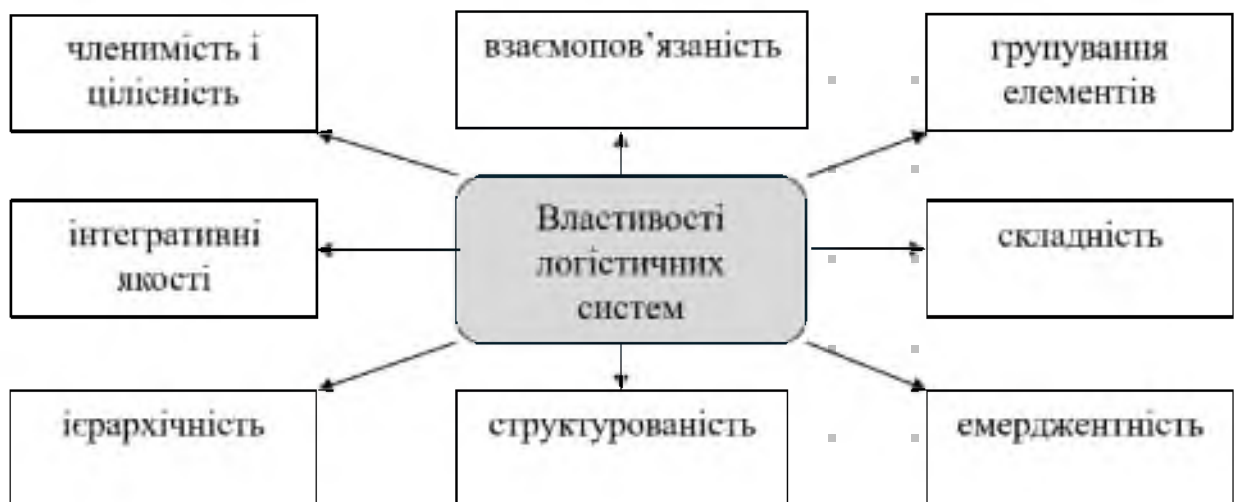 членимість і
цілісність
взаємопов’язаність
групування
елементів
інтегративні
якості
Властивості
логістичних
систем
складність
ієрархічність
структурованість
емерджентність